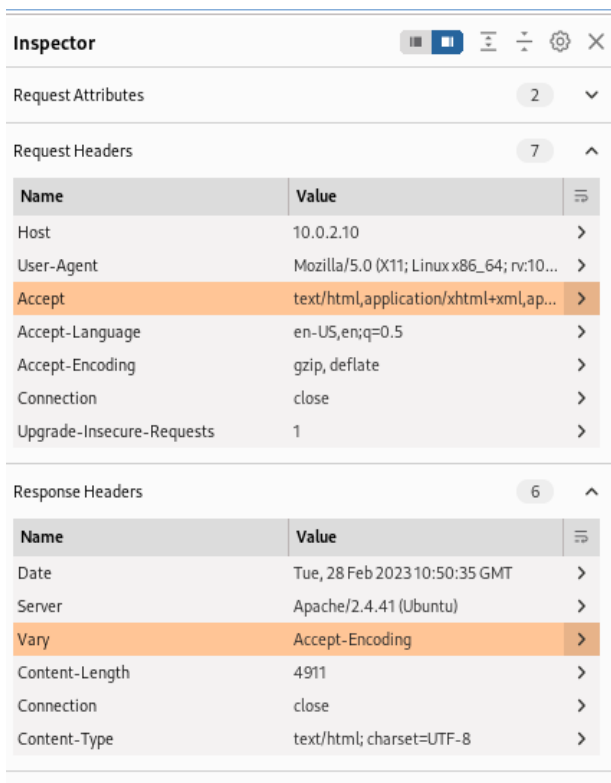 Inspector
Request Attributes 2
Request Headers 7
Name Value
Host 10.0.2.10
User-Agent Mozilla/5.0 (X11; Linux x86_64; rv:10...
Accept text/html,application/xhtml+xml,ap...
Accept-Language en-US,en;q=0.5
Accept-Encoding gzip, deflate
Connection close
Upgrade-Insecure-Requests 1
Response Headers 6
Name Value
Date Tue, 28 Feb 2023 10:50:35 GMT
Server Apache/2.4.41 (Ubuntu)
Vary Accept-Encoding
Content-Length 4911
Connection close
Content-Type text/html; charset=UTF-8